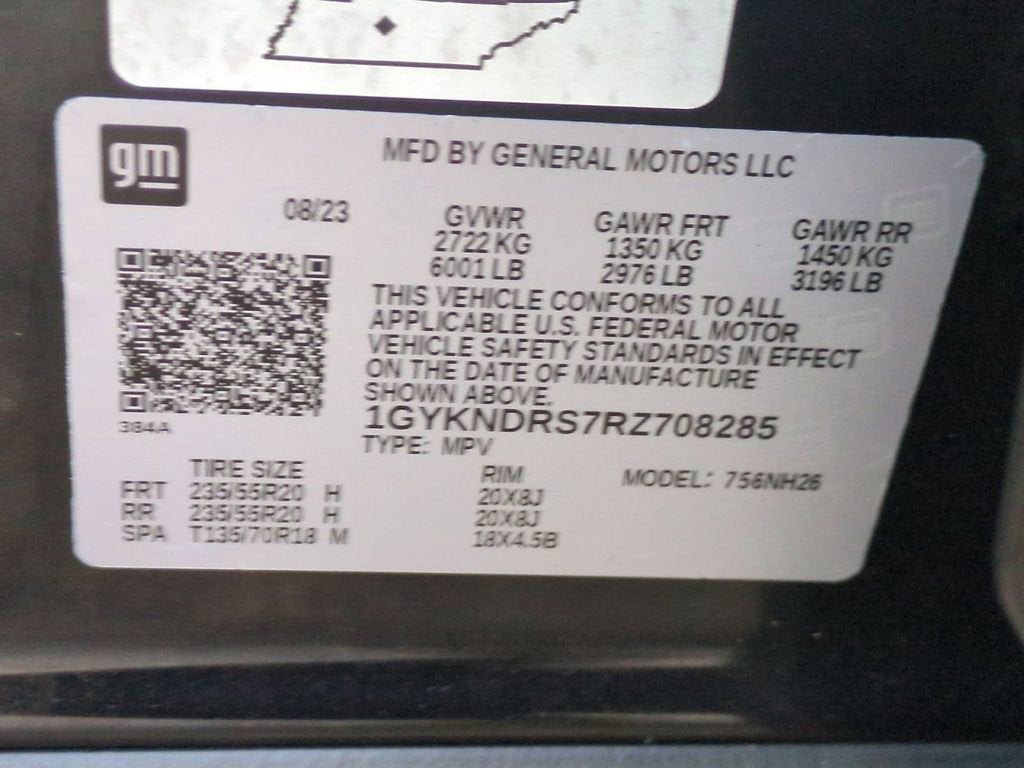 gm
MFD BY GENERAL MOTORS LLC
08/23
GVWR
2722 KG
6001 LB
GAWR FRT
1350 KG
2976 LB
GAWR RR
1450 KG
3196 LB
THIS VEHICLE CONFORMS TO ALL
APPLICABLE U.S. FEDERAL MOTOR
VEHICLE SAFETY STANDARDS IN EFFECT
ON THE DATE OF MANUFACTURE
SHOWN ABOVE.
1GYKNDRS7RZ708285
384A
TYPE: MPV
TIRE SIZE RIM MODEL: 756NH26
FRT 235/55R20 H 20X8J
RR 235/55R20 H 20X8J
SPA T135/70R18 M 18X4.5B